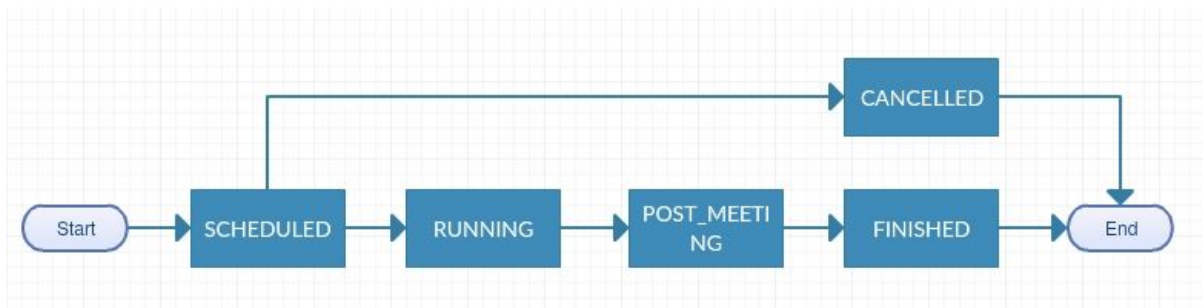 CANCELLED
Start
SCHEDULED
RUNNING
POST_MEETI
NG
FINISHED
End